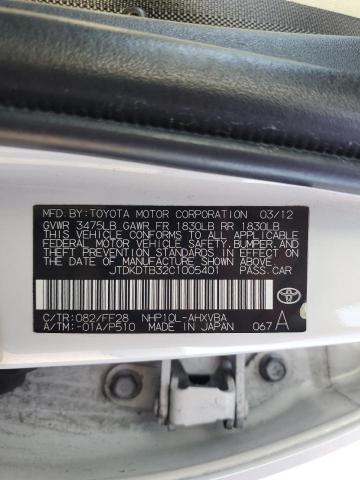 MFD. BY: TOYOTA MOTOR CORPORATION 03/12
GVWR 3475LB GAWR FR 1830LB RR 1830LB
THIS VEHICLE CONFORMS TO ALL APPLICABLE
FEDERAL MOTOR VEHICLE SAFETY, BUMPER, AND
THEFT PREVENTION STANDARDS IN EFFECT ON THE
DATE OF MANUFACTURE SHOWN ABOVE.
JTDKDTB32C1005401 PASS.CAR
C/TR: 082/FF28 NHP10L-AHXVBA
A/TM: -01A/P510 MADE IN JAPAN 067 A